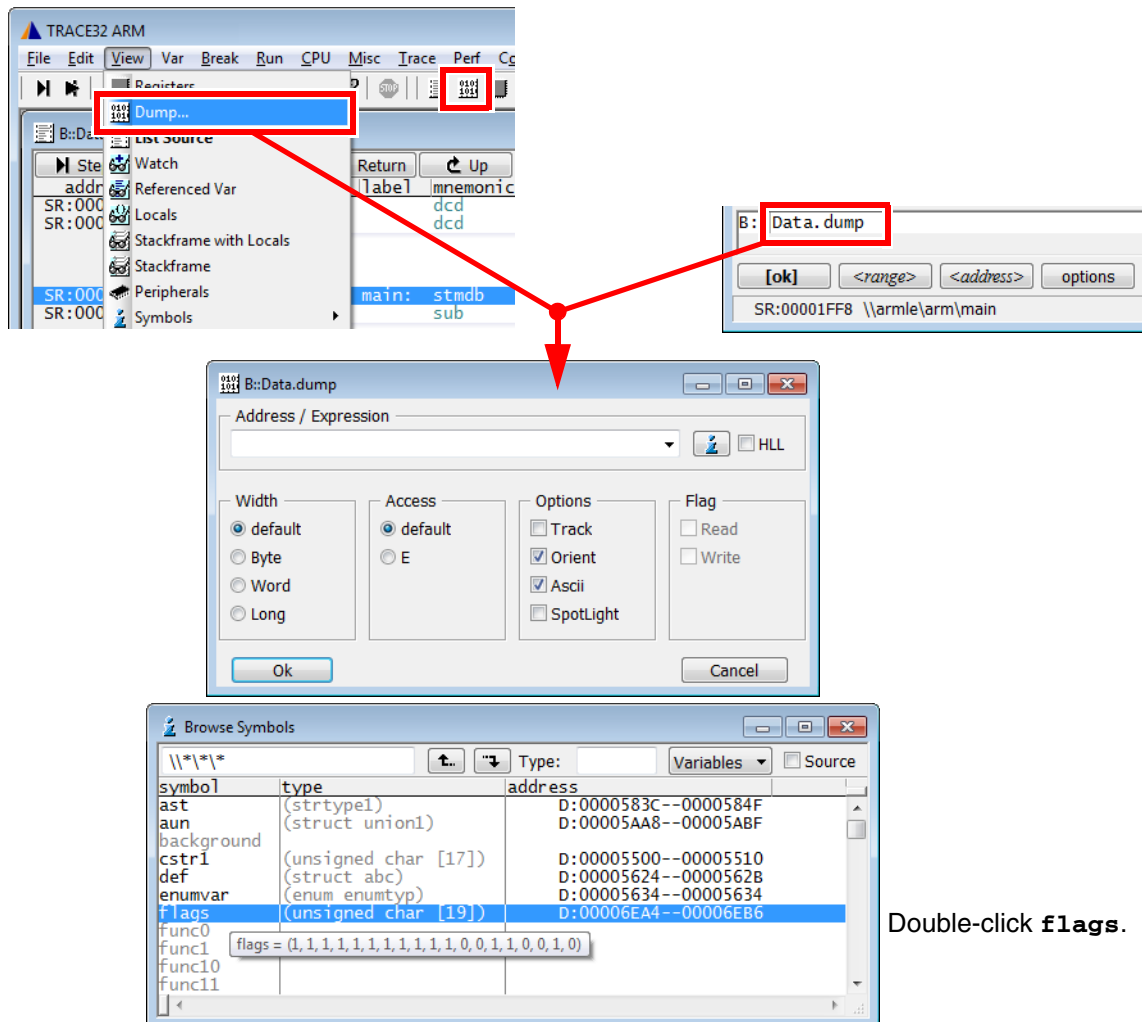 TRACE32 ARM
File Edit View Var Break Run CPU Misc Trace Perf
Registers
STOP
0101 1011
0101 1011 Dump...
List Source
Watch
Return Up
Referenced Var
label mnemonic
SR:000 dcd
SR:000 dcd
Locals
Stackframe with Locals
Stackframe
Peripherals
SR:000 main: stmdb
SR:000 sub
Symbols
B: Data.dump
[ok] <range> <address> options
SR:00001FF8 \\armle\arm\main
B::Data.dump
Address / Expression
HLL
Width Access Options Flag
default default Track Read
Byte E Orient Write
Word Ascii
Long SpotLight
Ok Cancel
Browse Symbols
\\*\*\* Type: Variables Source
symbol type address
ast (strtype1) D:0000583C--0000584F
aun (struct union1) D:00005AA8--00005ABF
background
cstr1 (unsigned char [17]) D:00005500--00005510
def (struct abc) D:00005624--0000562B
enumvar (enum enumtyp) D:00005634--00005634
flags (unsigned char [19]) D:00006EA4--00006EB6
func0
func1 flags = (1, 1, 1, 1, 1, 1, 1, 1, 1, 1, 1, 0, 0, 1, 1, 0, 0, 1, 0)
func10
func11
Double-click flags.